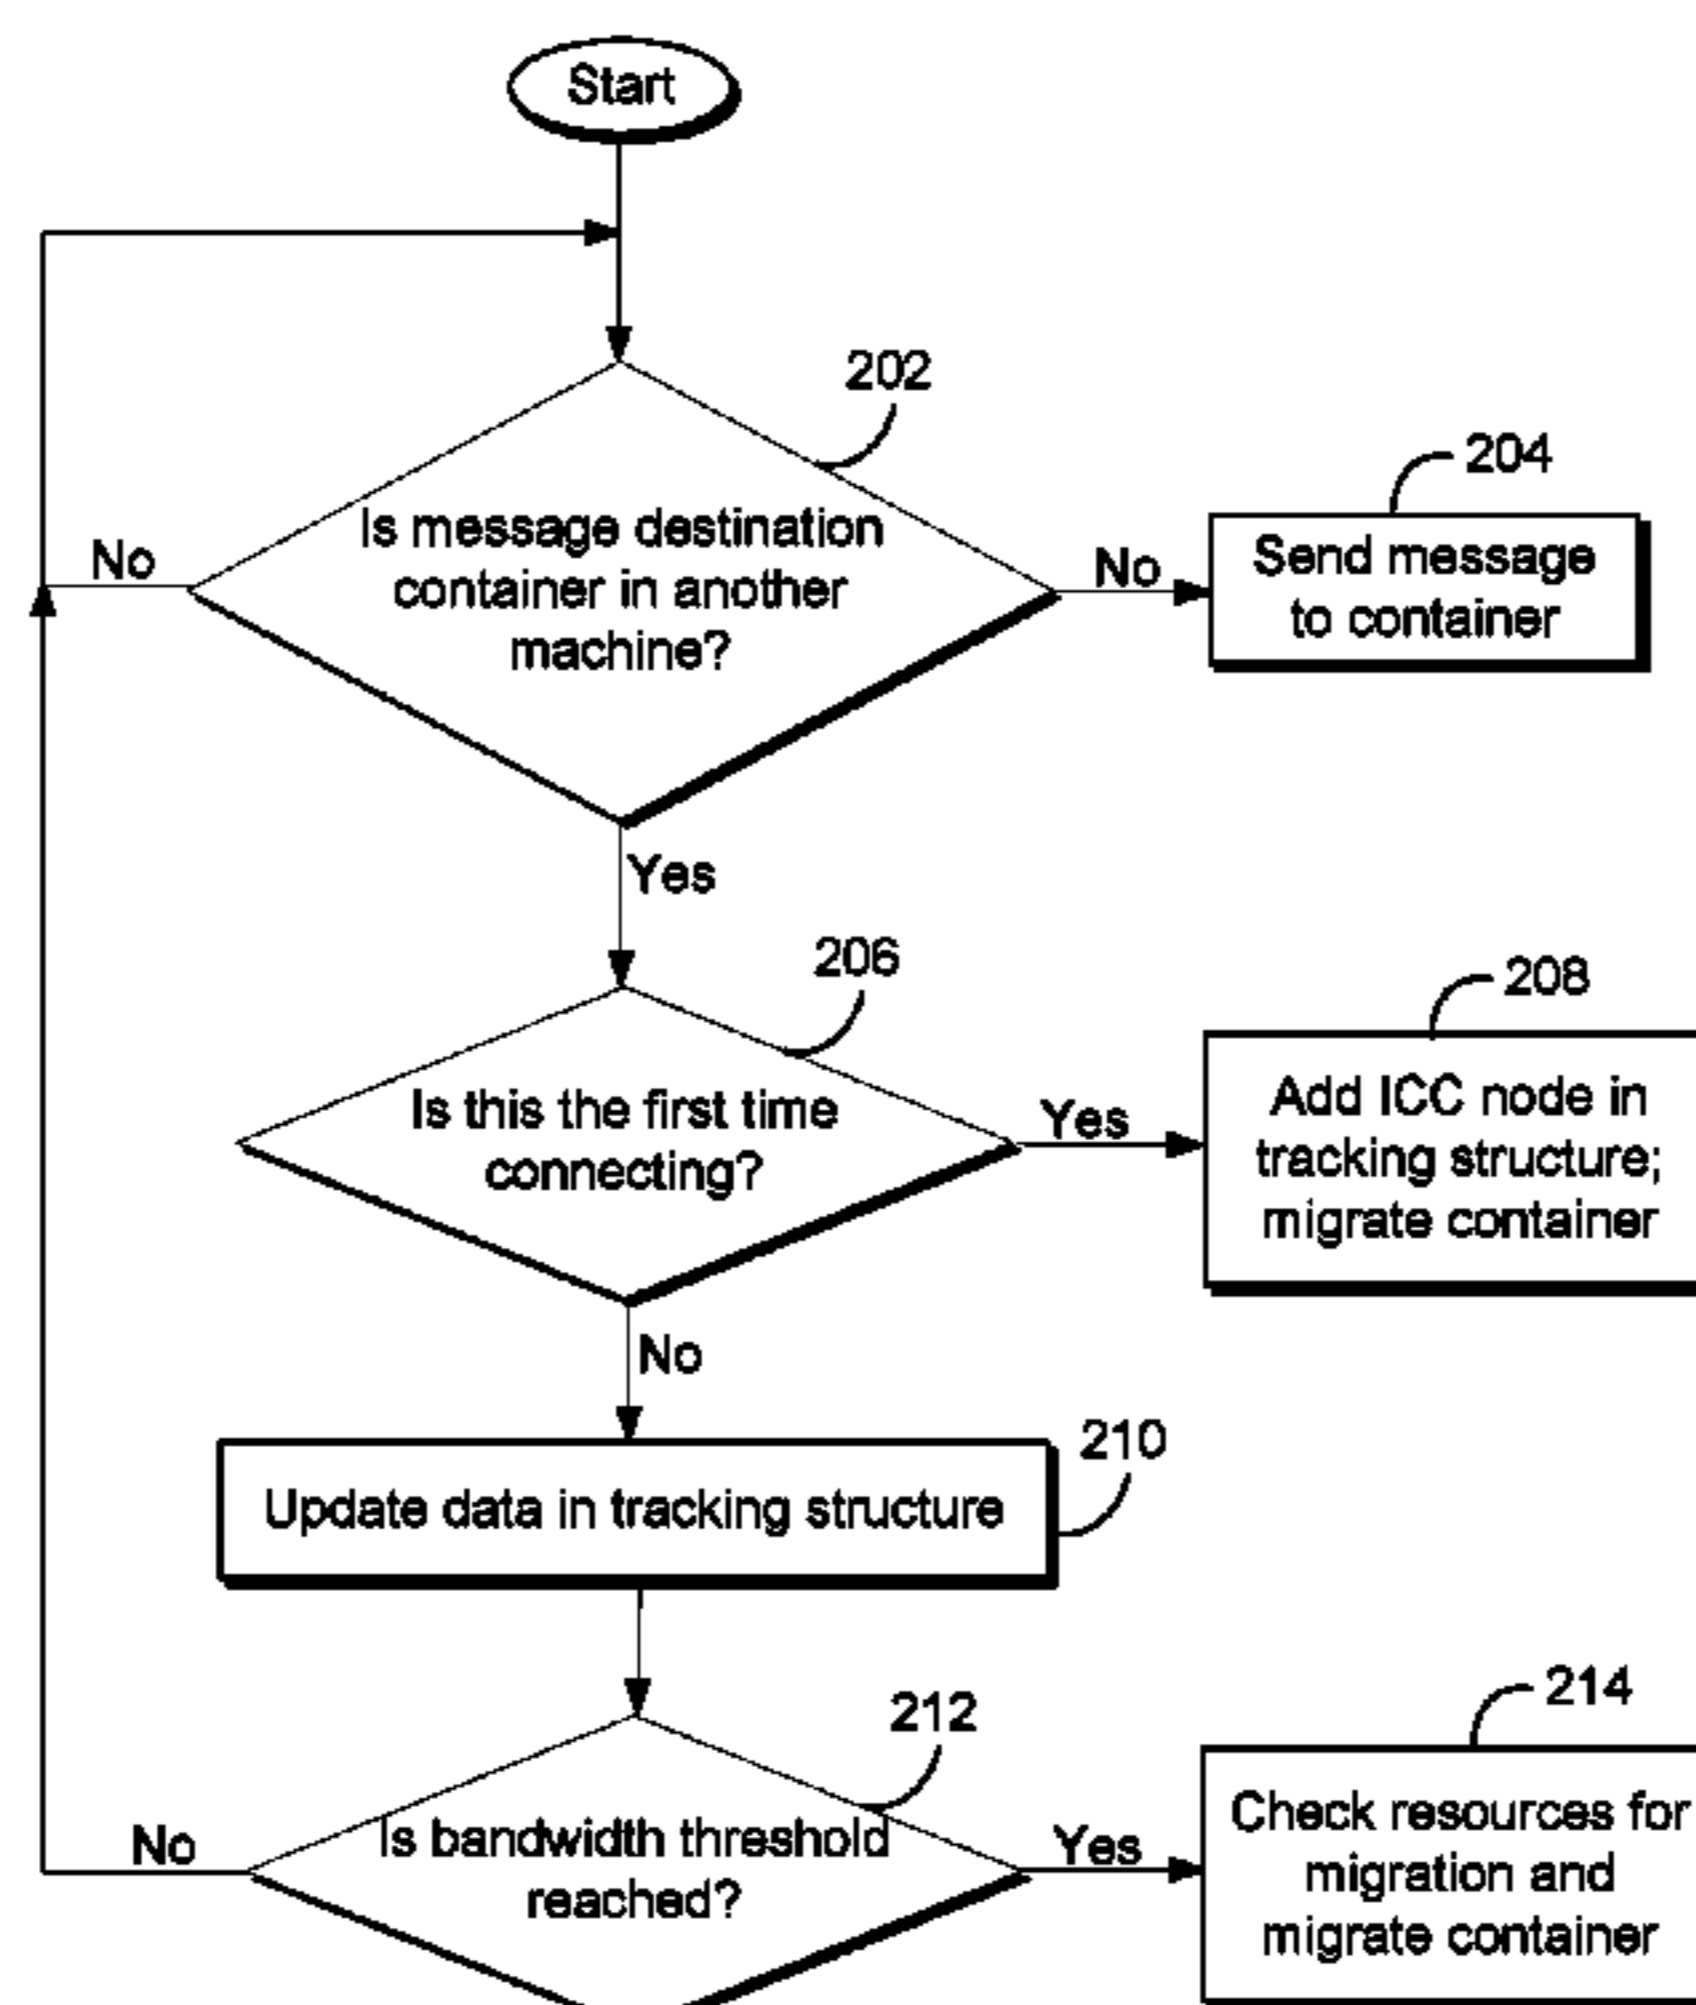 Start
202
Is message destination
container in another
machine?
No
No
204
Send message
to container
Yes
206
Is this the first time
connecting?
Yes
208
Add ICC node in
tracking structure;
migrate container
No
210
Update data in tracking structure
212
Is bandwidth threshold
reached?
No
Yes
214
Check resources for
migration and
migrate container